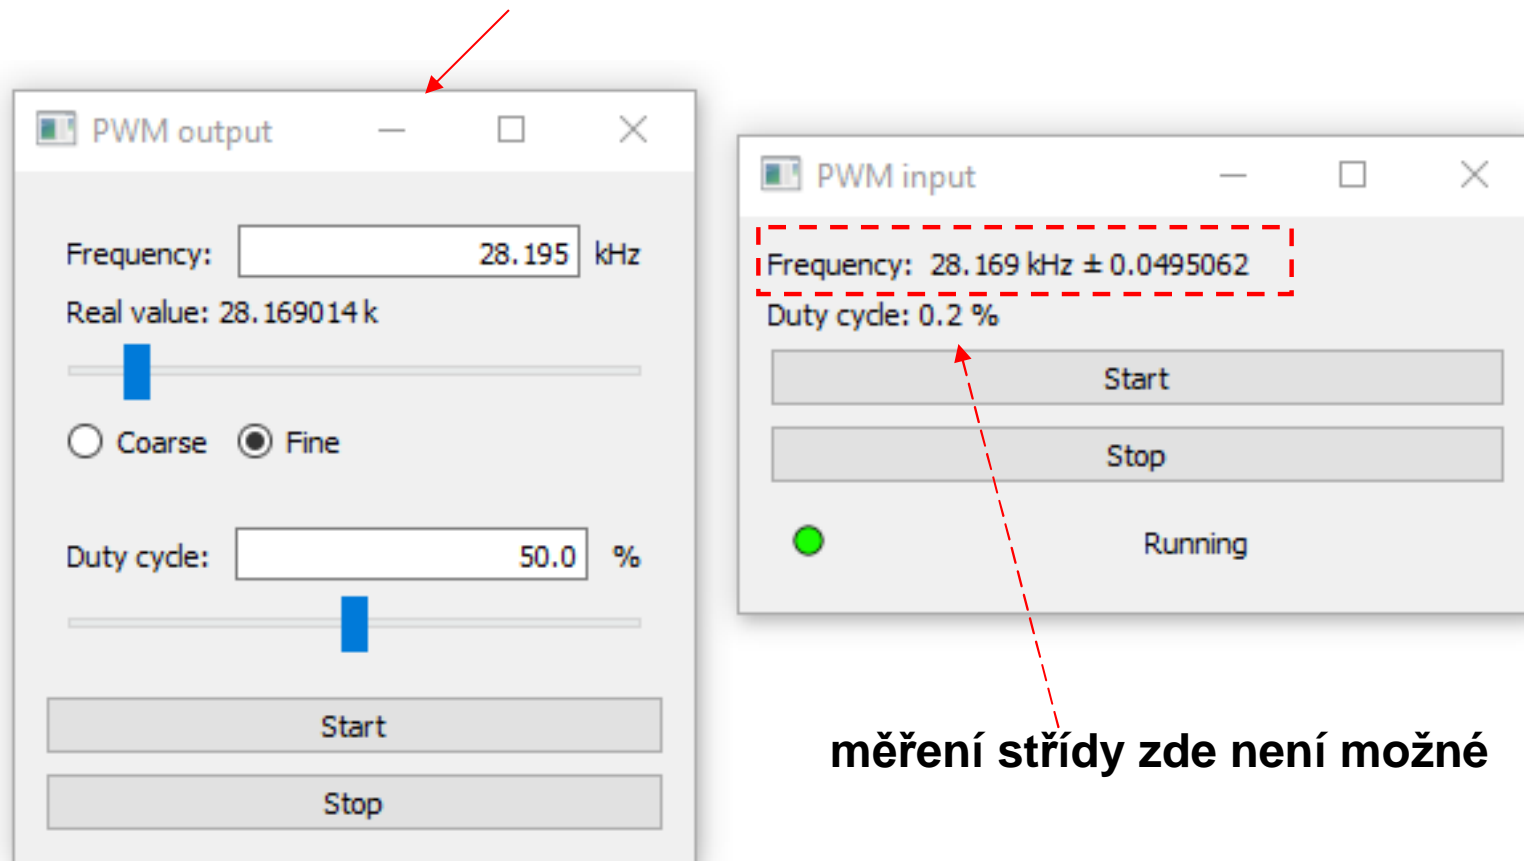 PWM output
Frequency: 28.195 kHz
Real value: 28.169014 k
Coarse Fine
Duty cycle: 50.0 %
Start
Stop
PWM input
Frequency: 28.169 kHz ± 0.0495062
Duty cycle: 0.2 %
Start
Stop
Running
měření střídy zde není možné